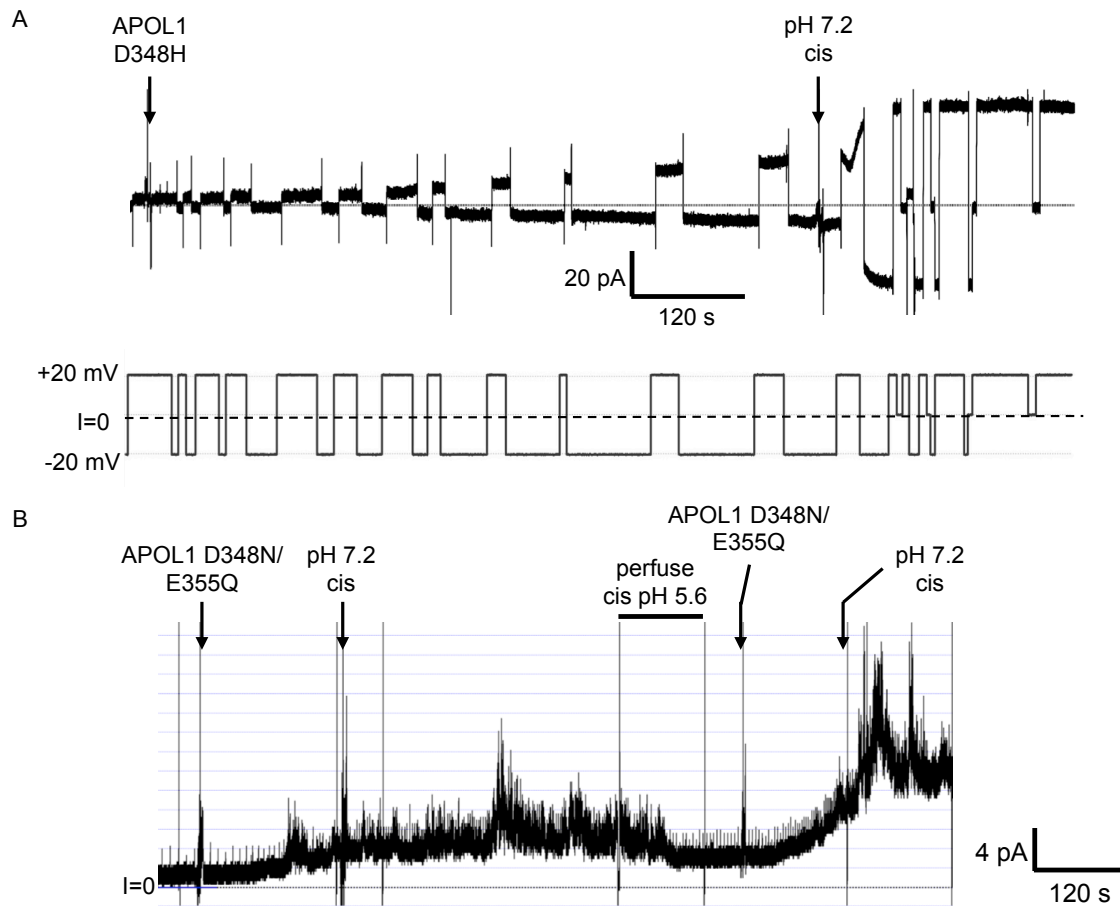 A
APOL1
D348H
pH 7.2
cis
20 pA
120 s
+20 mV
I=0
-20 mV
B
APOL1 D348N/
E355Q
pH 7.2
cis
perfuse
cis pH 5.6
APOL1 D348N/
E355Q
pH 7.2
cis
I=0
4 pA
120 s